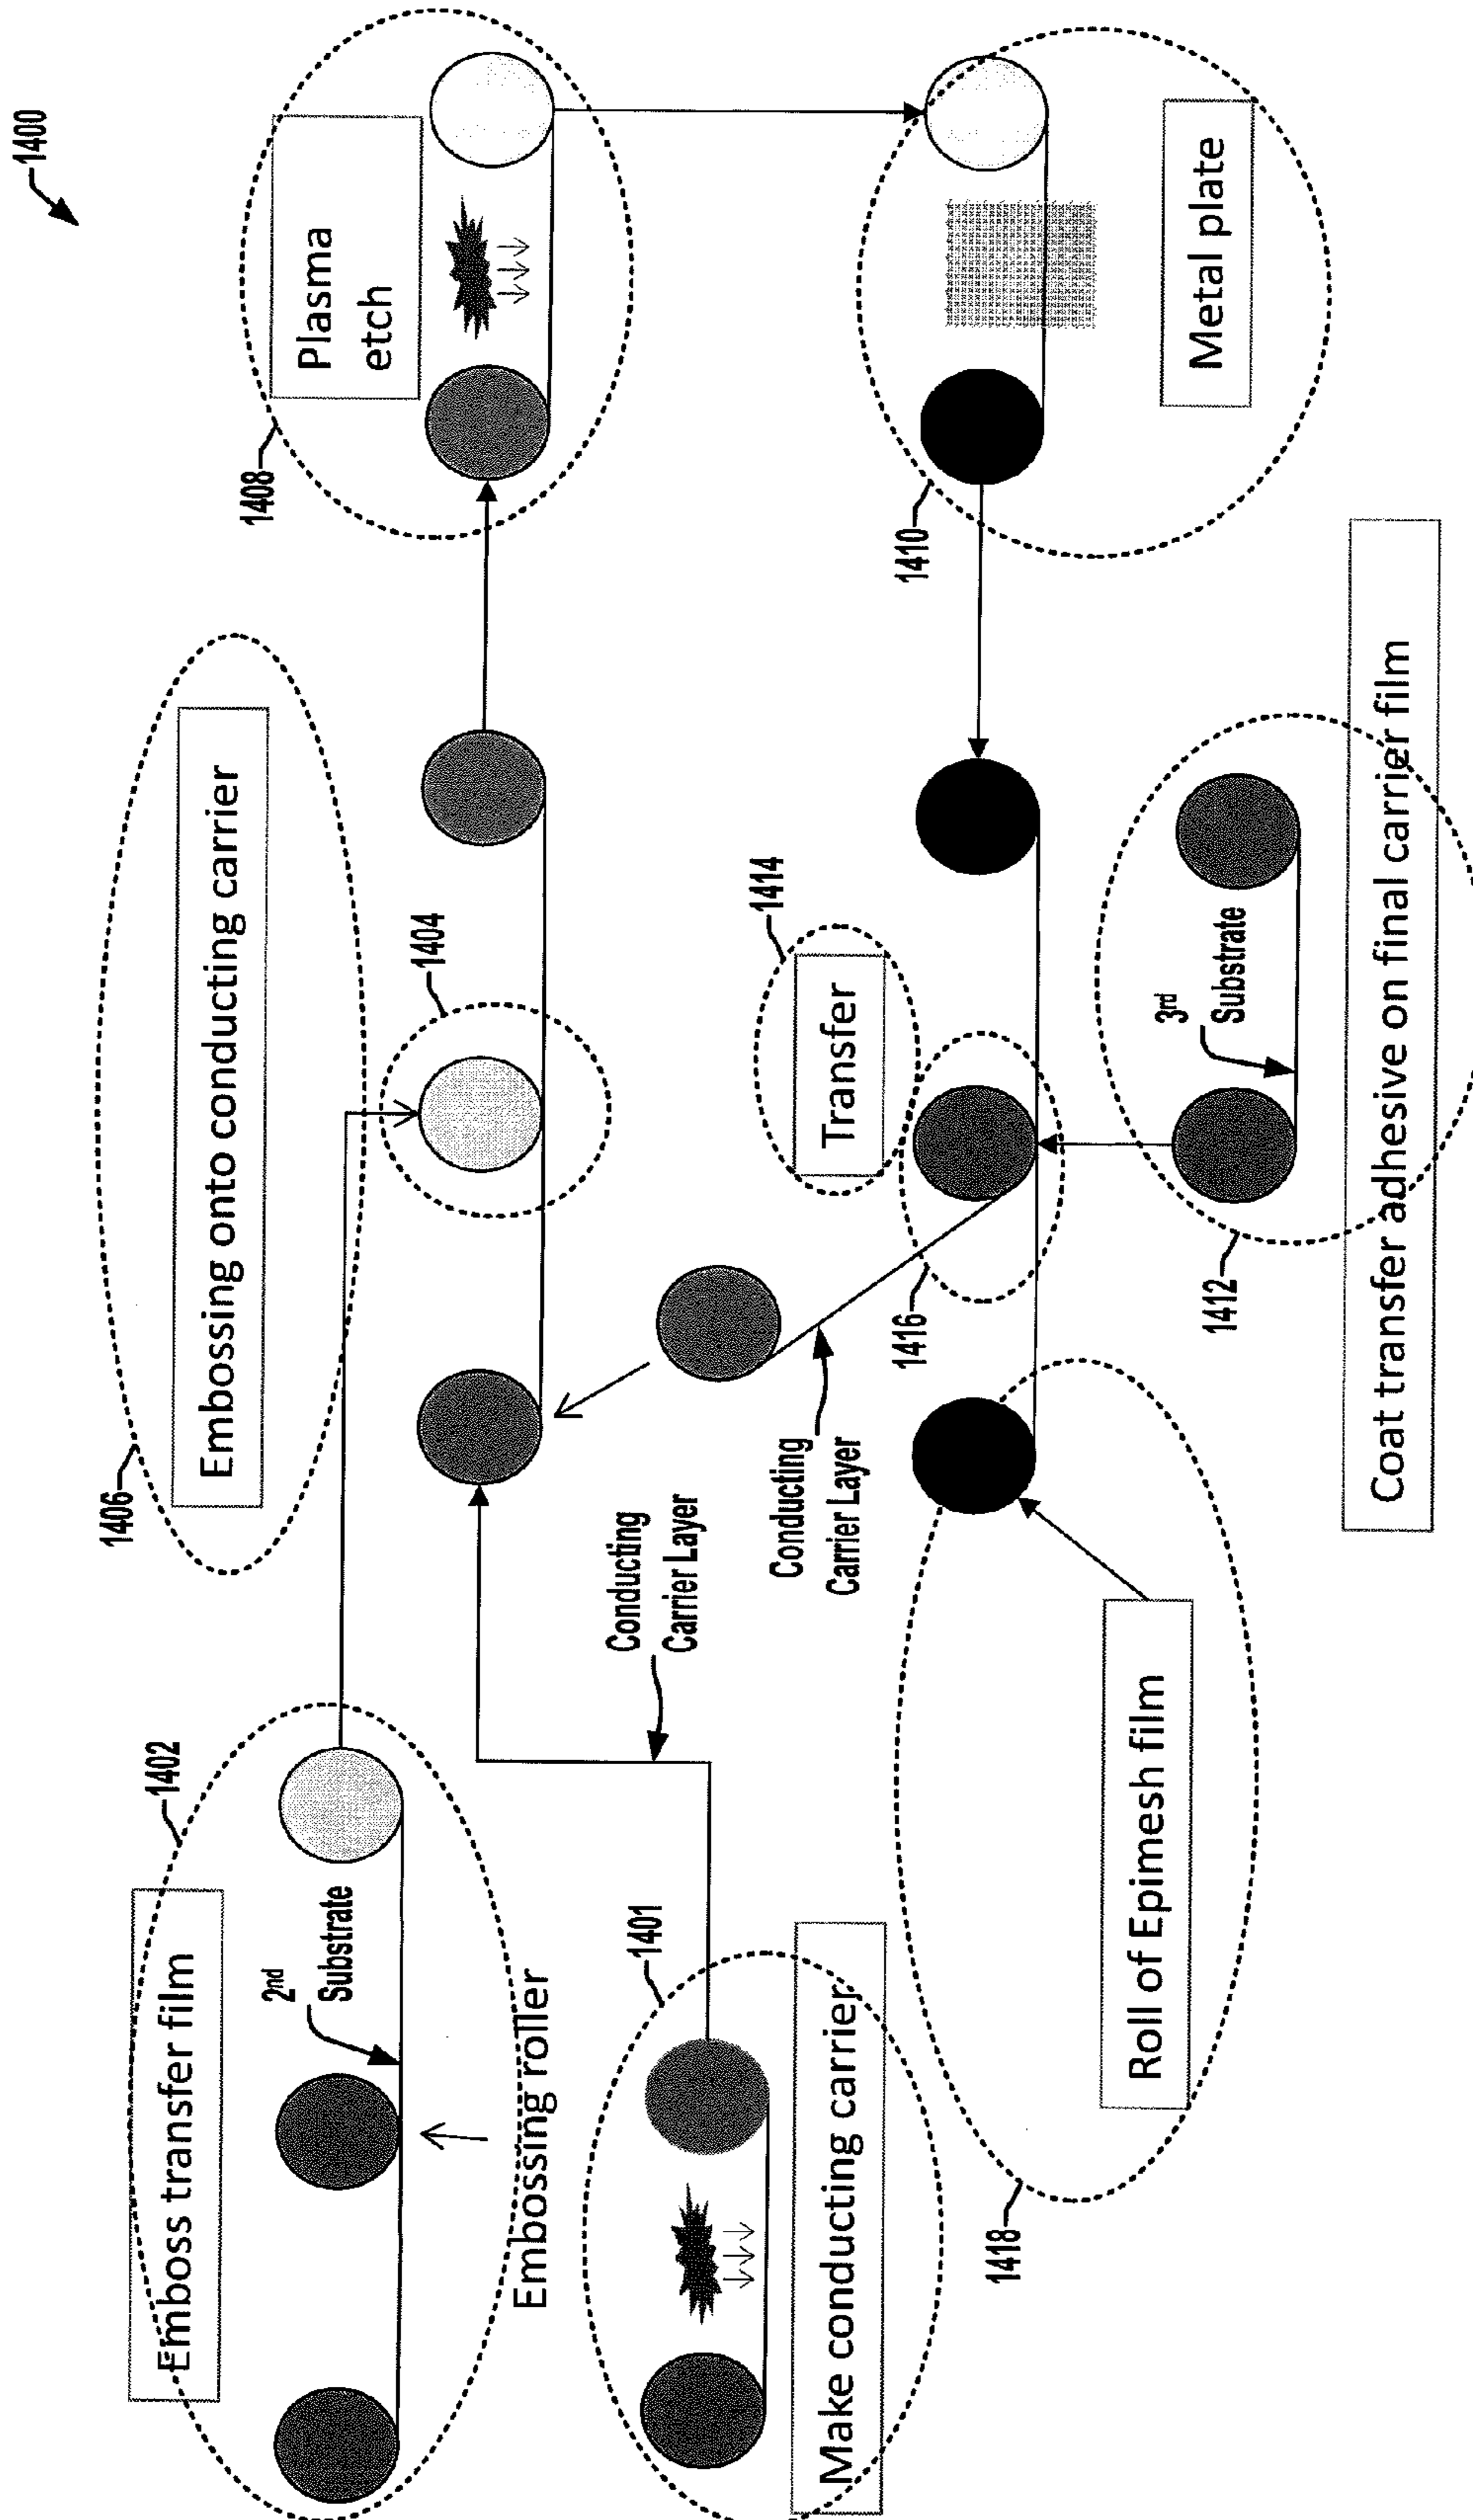 1400
1402
Emboss transfer film
2nd
Substrate
Embossing roller
1401
Make conducting carrier
Conducting
Carrier Layer
1406
Embossing onto conducting carrier
1404
1408
Plasma
etch
1410
Metal plate
1414
Transfer
1416
Conducting
Carrier Layer
3rd
Substrate
1412
Coat transfer adhesive on final carrier film
1418
Roll of Epimesh film